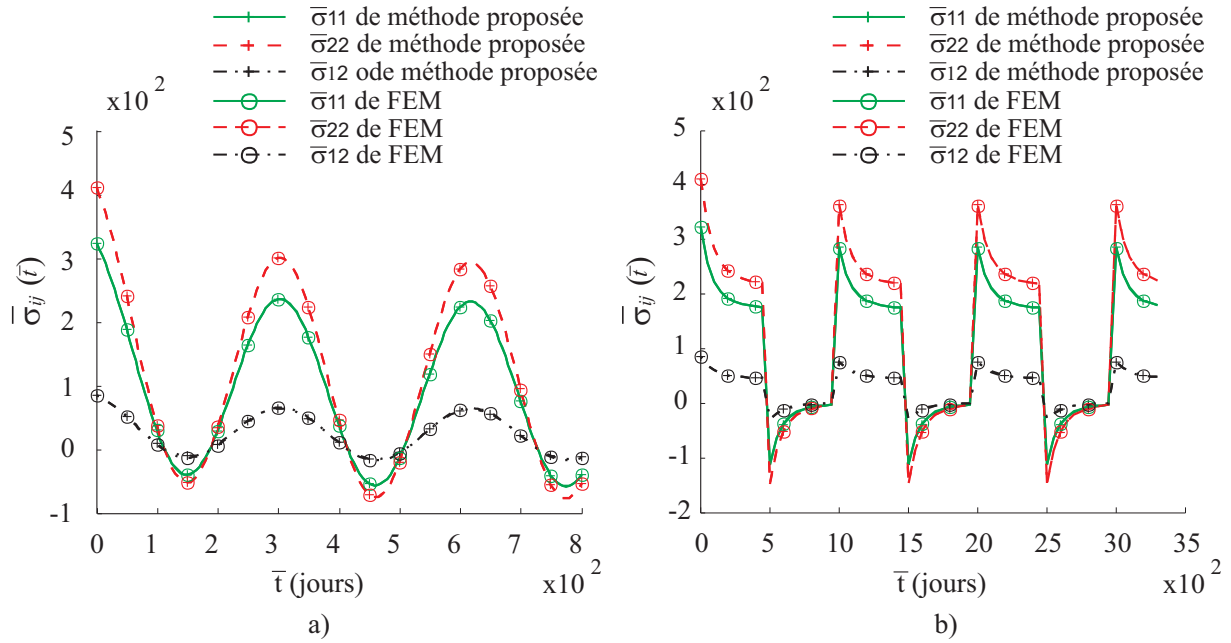 σ̅11 de méthode proposée
σ̅22 de méthode proposée
σ̅12 ode méthode proposée
σ̅11 de FEM
σ̅22 de FEM
σ̅12 de FEM
x10 2
5
4
3
2
1
0
-1
σ̅ij (t̅)
0 1 2 3 4 5 6 7 8
t̅ (jours)
x10 2
a)
σ̅11 de méthode proposée
σ̅22 de méthode proposée
σ̅12 de méthode proposée
σ̅11 de FEM
σ̅22 de FEM
σ̅12 de FEM
x10 2
5
4
3
2
1
0
-1
-2
σ̅ij (t̅)
0 5 10 15 20 25 30 35
t̅ (jours)
x10 2
b)